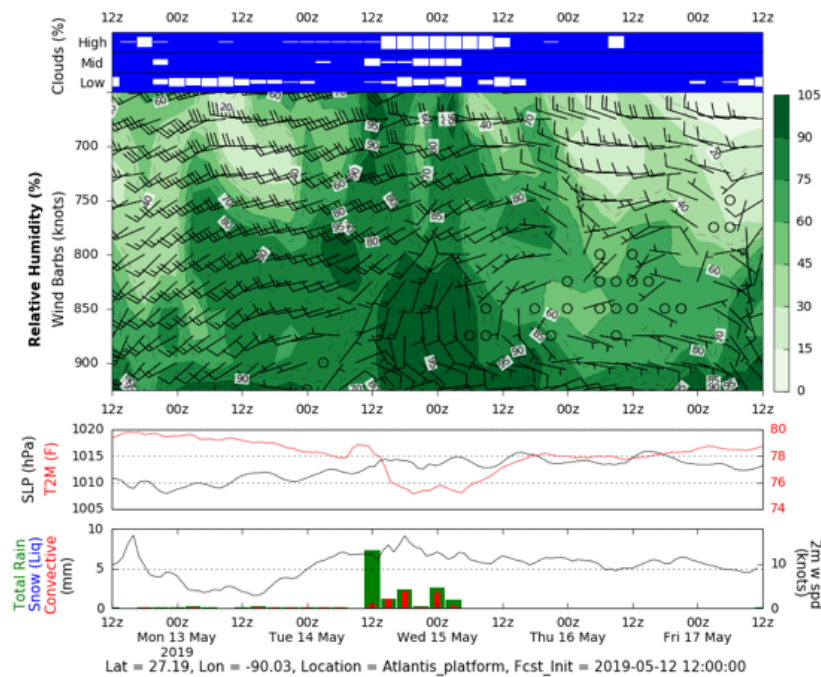 12z 00z 12z 00z 12z 00z 12z 00z 12z 00z 12z
Clouds (%)
High
Mid
Low
Relative Humidity (%)
Wind Barbs (knots)
700
750
800
850
900
105
90
75
60
45
30
15
0
12z 00z 12z 00z 12z 00z 12z 00z 12z 00z 12z
SLP (hPa)
T2M (F)
1020
1015
1010
1005
80
78
76
74
Total Rain
Snow (Liq)
Convective
(mm)
10
5
0
10
0
2m w spd
(knots)
12z 00z 12z 00z 12z 00z 12z 00z 12z 00z 12z
Mon 13 May Tue 14 May Wed 15 May Thu 16 May Fri 17 May
2019
Lat = 27.19, Lon = -90.03, Location = Atlantis_platform, Fcst_Init = 2019-05-12 12:00:00